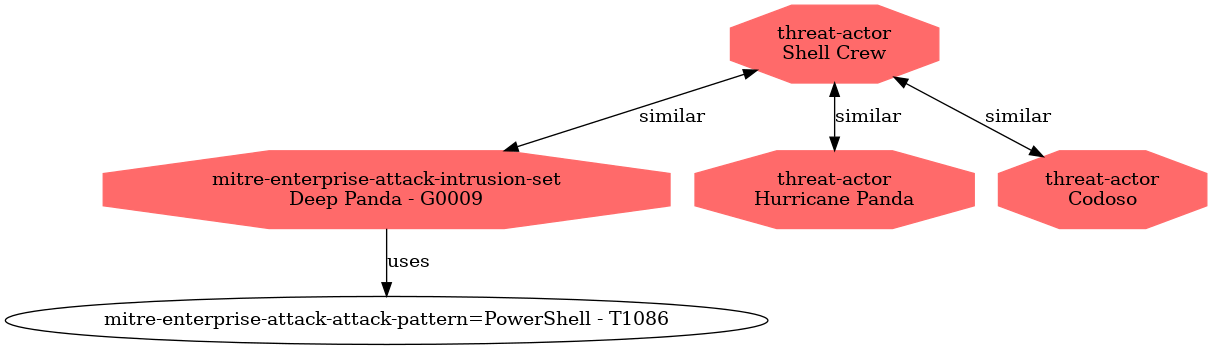 threat-actor
Shell Crew
similar
similar
similar
mitre-enterprise-attack-intrusion-set
Deep Panda - G0009
threat-actor
Hurricane Panda
threat-actor
Codoso
uses
mitre-enterprise-attack-attack-pattern=PowerShell - T1086